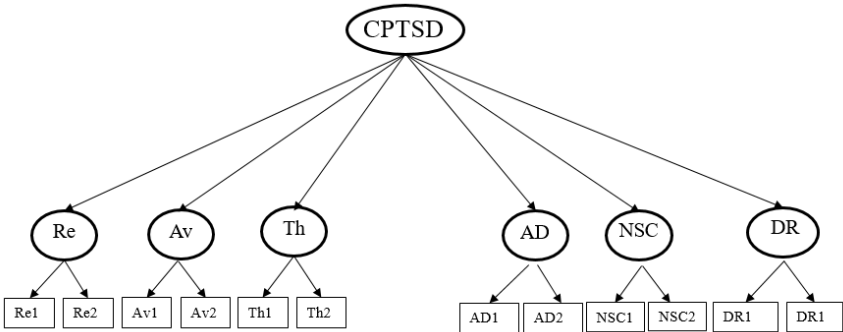 CPTSD
Re Av Th AD NSC DR
Re1 Re2 Av1 Av2 Th1 Th2 AD1 AD2 NSC1 NSC2 DR1 DR1